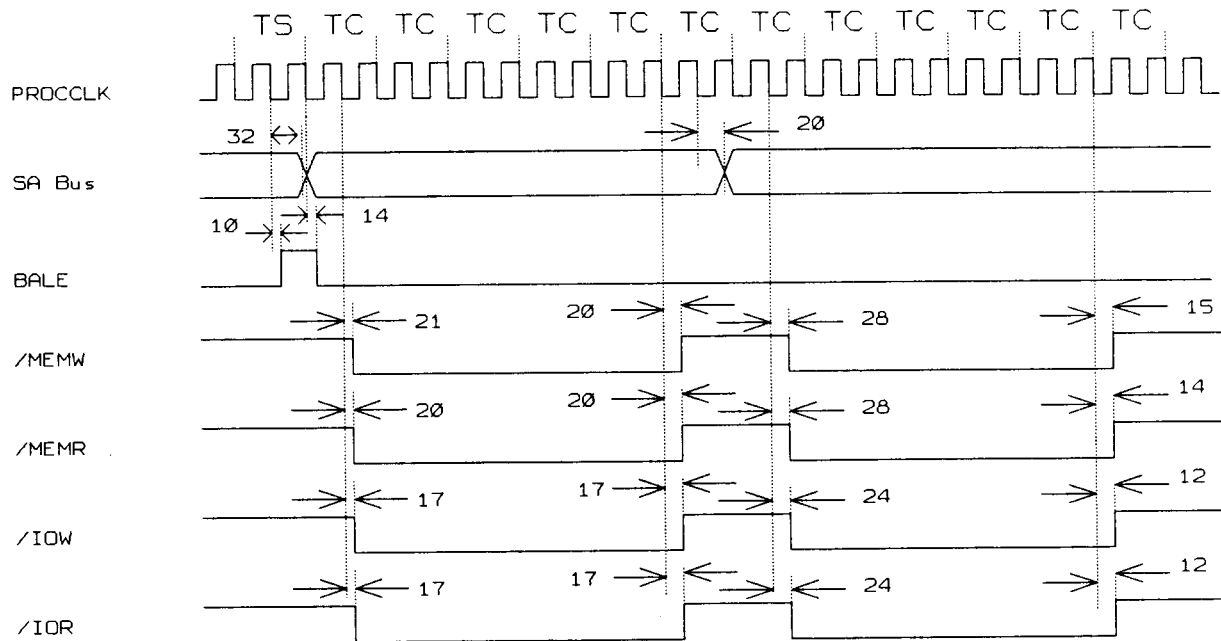 TS TC TC TC TC TC TC TC TC TC TC TC
PROCCLK
32
20
SA Bus
10
14
BALE
21
20
28
15
/MEMW
20
20
28
14
/MEMR
17
17
24
12
/IOW
17
17
24
12
/IOR